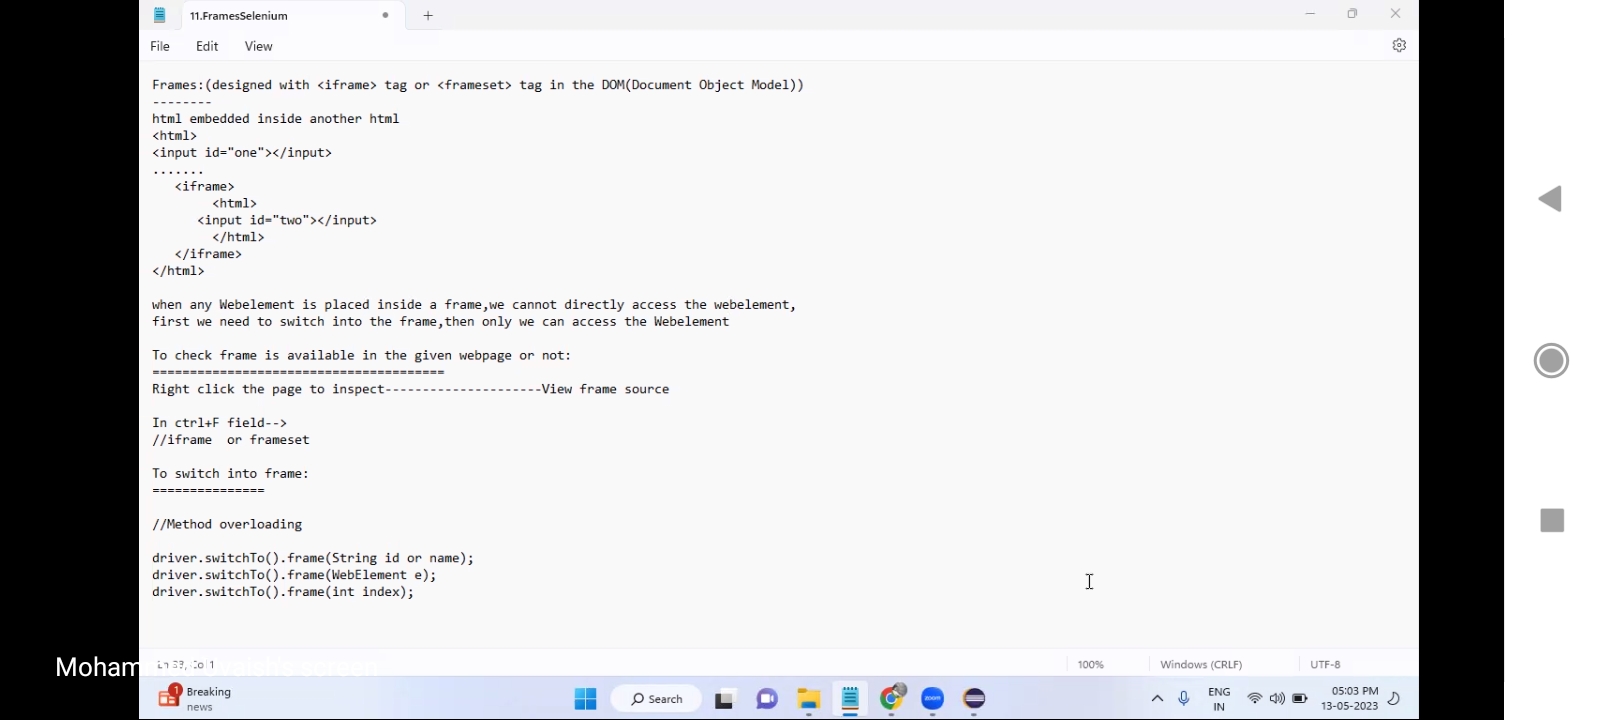 11.FramesSelenium
File Edit View
Frames:(designed with <iframe> tag or <frameset> tag in the DOM(Document Object Model))
--------
html embedded inside another html
<html>
<input id="one"></input>
.......
<iframe>
<html>
<input id="two"></input>
</html>
</iframe>
</html>
when any Webelement is placed inside a frame,we cannot directly access the webelement,
first we need to switch into the frame,then only we can access the Webelement
To check frame is available in the given webpage or not:
=======================================
Right click the page to inspect---------------------View frame source
In ctrl+F field-->
//iframe  or frameset
To switch into frame:
===============
//Method overloading
driver.switchTo().frame(String id or name);
driver.switchTo().frame(WebElement e);
driver.switchTo().frame(int index);
100% Windows (CRLF) UTF-8
1 Breaking
news
Search
zoom
ENG
IN
05:03 PM
13-05-2023